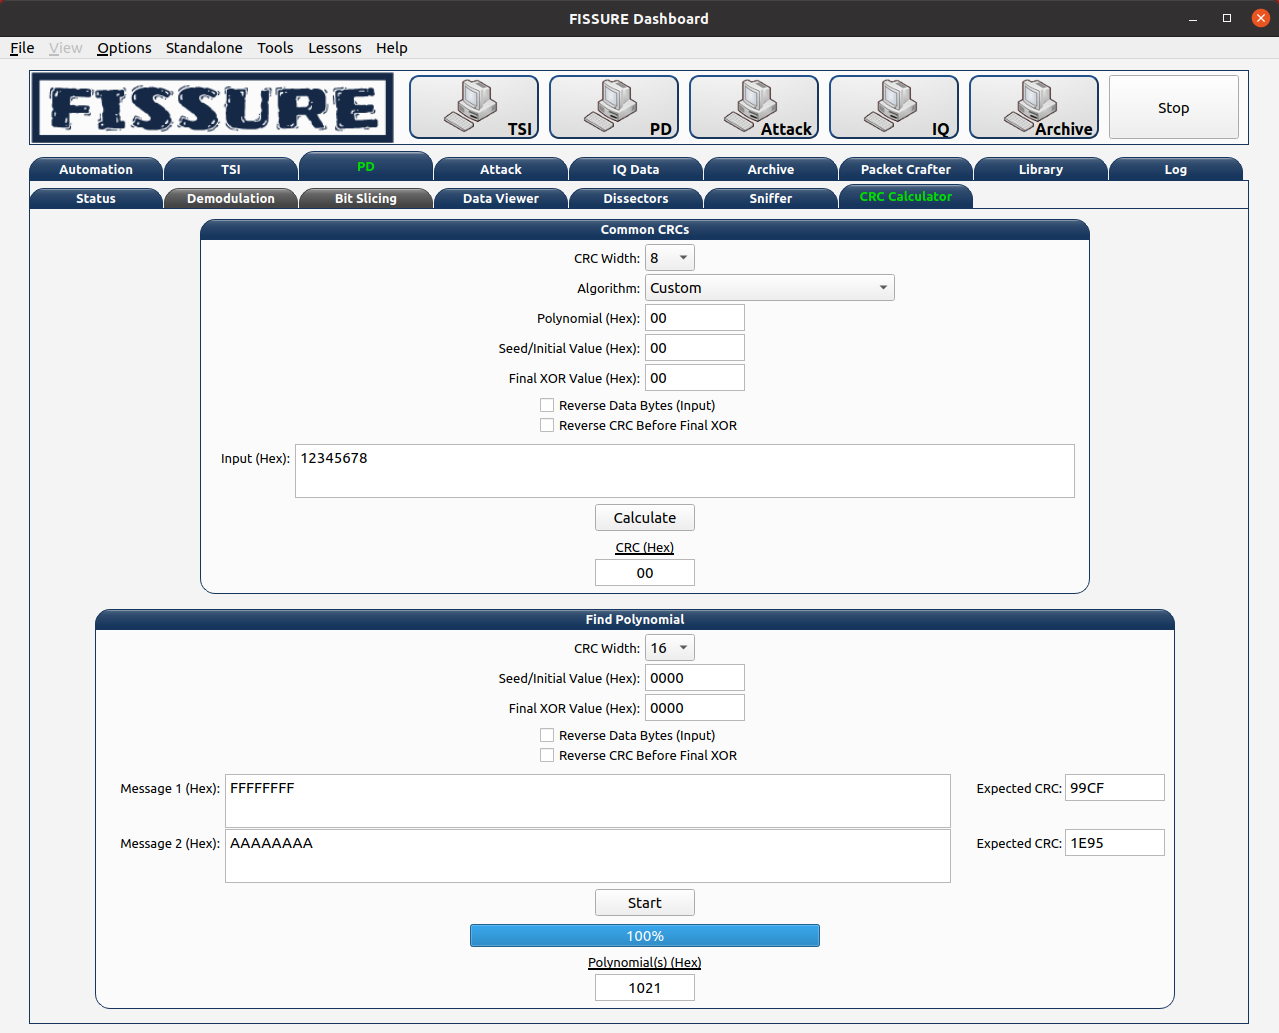 FISSURE Dashboard
File View Options Standalone Tools Lessons Help
FISSURE TSI PD Attack IQ Archive Stop
Automation TSI PD Attack IQ Data Archive Packet Crafter Library Log
Status Demodulation Bit Slicing Data Viewer Dissectors Sniffer CRC Calculator
Common CRCs
CRC Width: 8
Algorithm: Custom
Polynomial (Hex): 00
Seed/Initial Value (Hex): 00
Final XOR Value (Hex): 00
Reverse Data Bytes (Input)
Reverse CRC Before Final XOR
Input (Hex): 12345678
Calculate
CRC (Hex)
00
Find Polynomial
CRC Width: 16
Seed/Initial Value (Hex): 0000
Final XOR Value (Hex): 0000
Reverse Data Bytes (Input)
Reverse CRC Before Final XOR
Message 1 (Hex): FFFFFFFF Expected CRC: 99CF
Message 2 (Hex): AAAAAAAA Expected CRC: 1E95
Start
100%
Polynomial(s) (Hex)
1021